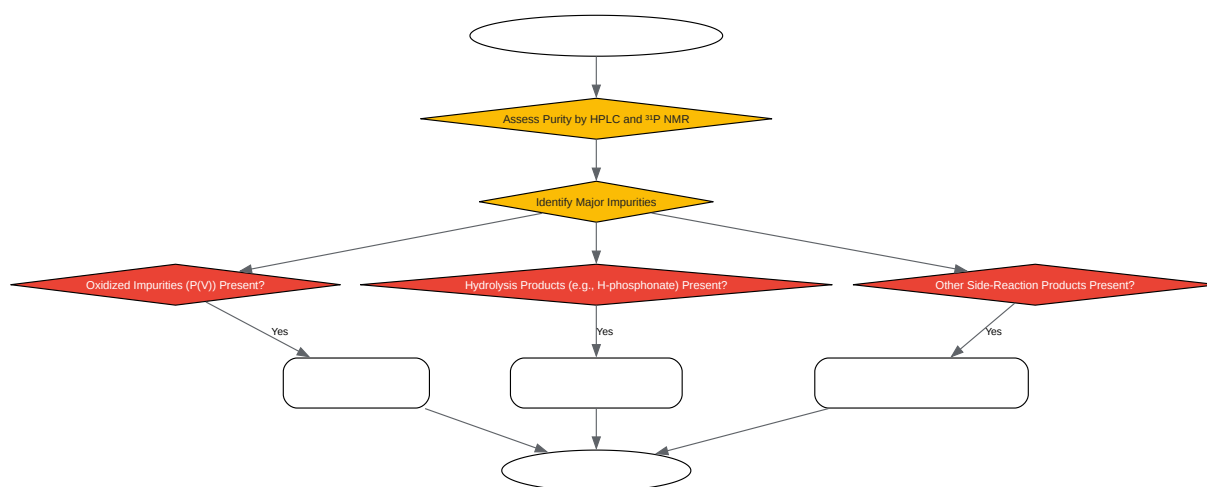 Assess Purity by HPLC and ³¹P NMR
Identify Major Impurities
Oxidized Impurities (P(V)) Present?
Hydrolysis Products (e.g., H-phosphonate) Present?
Other Side-Reaction Products Present?
Yes
Yes
Yes